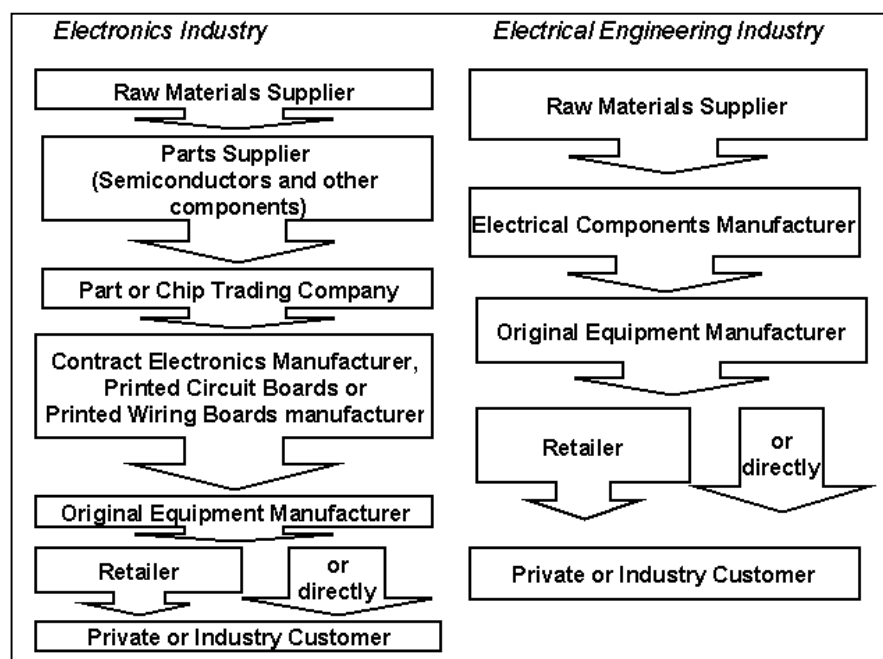 Electronics Industry
Raw Materials Supplier
Parts Supplier
(Semiconductors and other
components)
Part or Chip Trading Company
Contract Electronics Manufacturer,
Printed Circuit Boards or
Printed Wiring Boards manufacturer
Original Equipment Manufacturer
Retailer
or
directly
Private or Industry Customer
Electrical Engineering Industry
Raw Materials Supplier
Electrical Components Manufacturer
Original Equipment Manufacturer
Retailer
or
directly
Private or Industry Customer